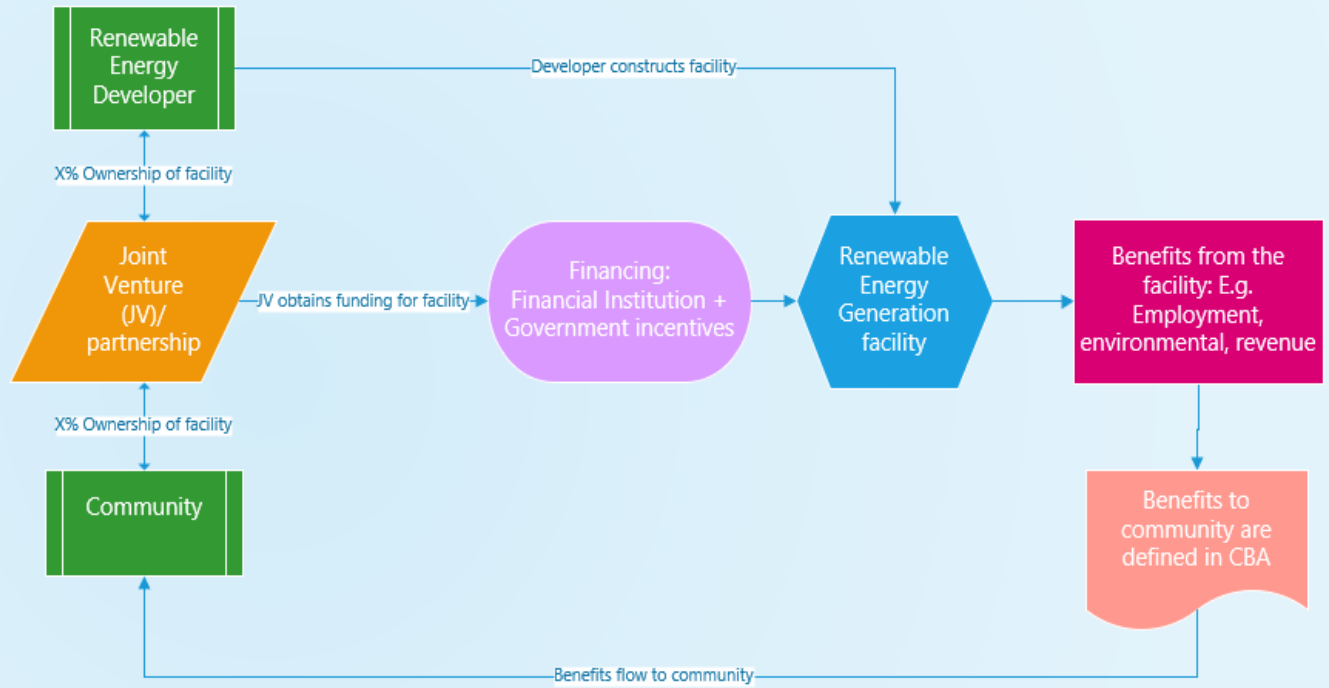 Renewable
Energy
Developer
Developer constructs facility
X% Ownership of facility
Joint
Venture
(JV)/
partnership
JV obtains funding for facility
Financing:
Financial Institution +
Government incentives
Renewable
Energy
Generation
facility
Benefits from the
facility: E.g.
Employment,
environmental, revenue
X% Ownership of facility
Community
Benefits to
community are
defined in CBA
Benefits flow to community